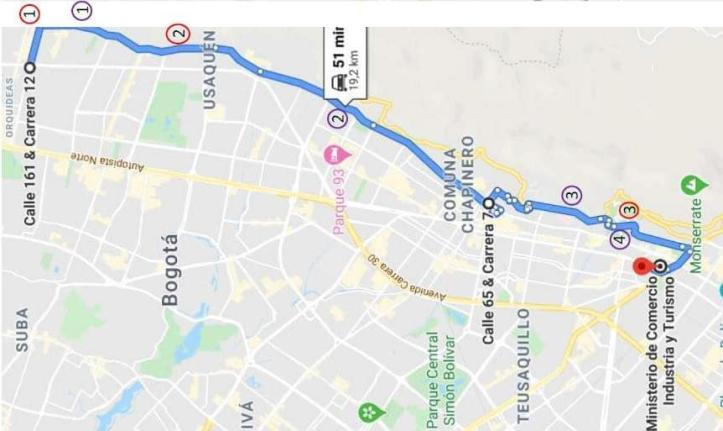 1
1
2
Calle 161 & Carrera 12
ORQUIDEAS
USAQUÉN
51 min
19,2 km
2
Autopista Norte
Parque 93
COMUNA
CHAPINERO
Calle 65 & Carrera 7
3
3
4
Bogotá
Avenida Carrera 30
Monserrate
SUBA
Parque Central
Simón Bolívar
TEUSAQUILLO
Ministerio de Comercio
Industria y Turismo
IVÁ